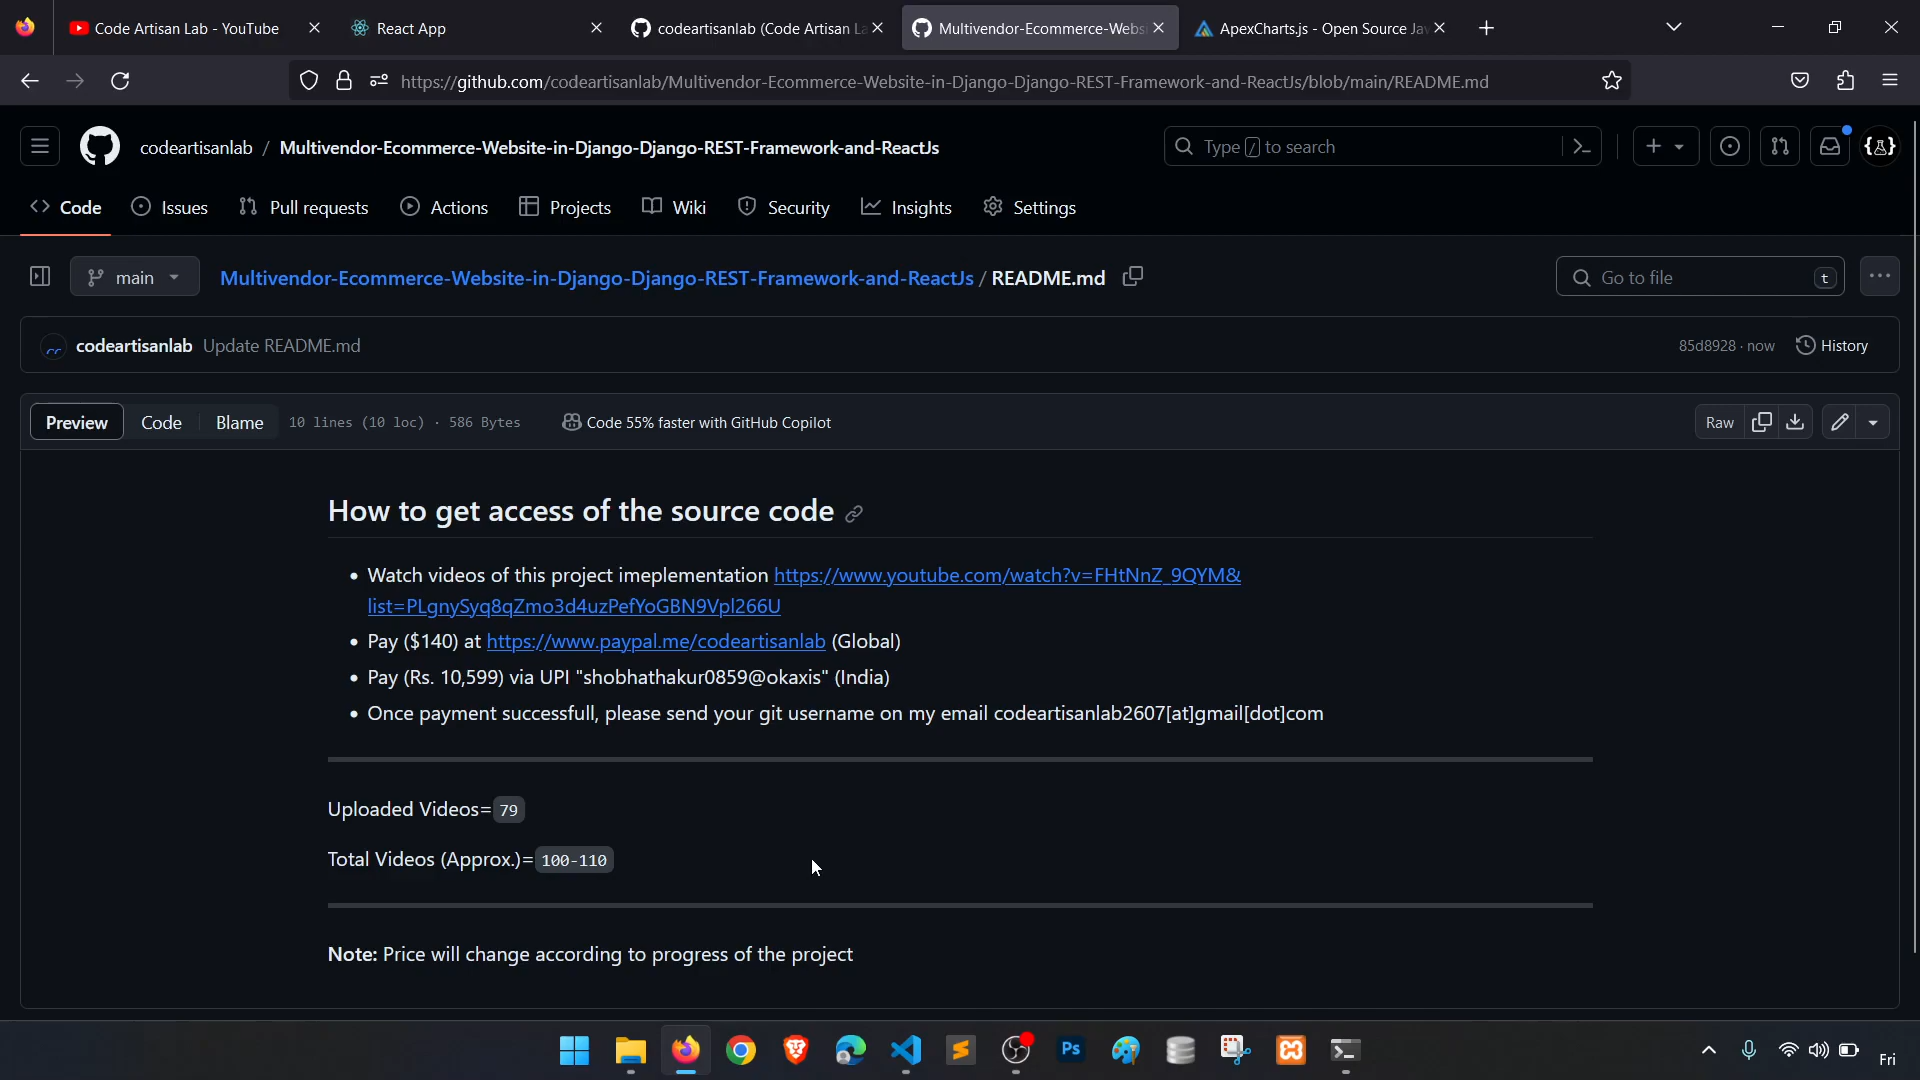 Code Artisan Lab - YouTube
React App
codeartisanlab (Code Artisan La
Multivendor-Ecommerce-Webs
ApexCharts.js - Open Source Jav
https://github.com/codeartisanlab/Multivendor-Ecommerce-Website-in-Django-Django-REST-Framework-and-ReactJs/blob/main/README.md
codeartisanlab / Multivendor-Ecommerce-Website-in-Django-Django-REST-Framework-and-ReactJs
Type / to search
Code Issues Pull requests Actions Projects Wiki Security Insights Settings
main
Multivendor-Ecommerce-Website-in-Django-Django-REST-Framework-and-ReactJs / README.md
Go to file t
codeartisanlab Update README.md
85d8928 · now History
Preview Code Blame 10 lines (10 loc) · 586 Bytes Code 55% faster with GitHub Copilot
Raw
How to get access of the source code
• Watch videos of this project imeplementation https://www.youtube.com/watch?v=FHtNnZ_9QYM&
list=PLgnySyq8qZmo3d4uzPefYoGBN9Vpl266U
• Pay ($140) at https://www.paypal.me/codeartisanlab (Global)
• Pay (Rs. 10,599) via UPI "shobhathakur0859@okaxis" (India)
• Once payment successfull, please send your git username on my email codeartisanlab2607[at]gmail[dot]com
Uploaded Videos= 79
Total Videos (Approx.)= 100-110
Note: Price will change according to progress of the project
Ps
Fri